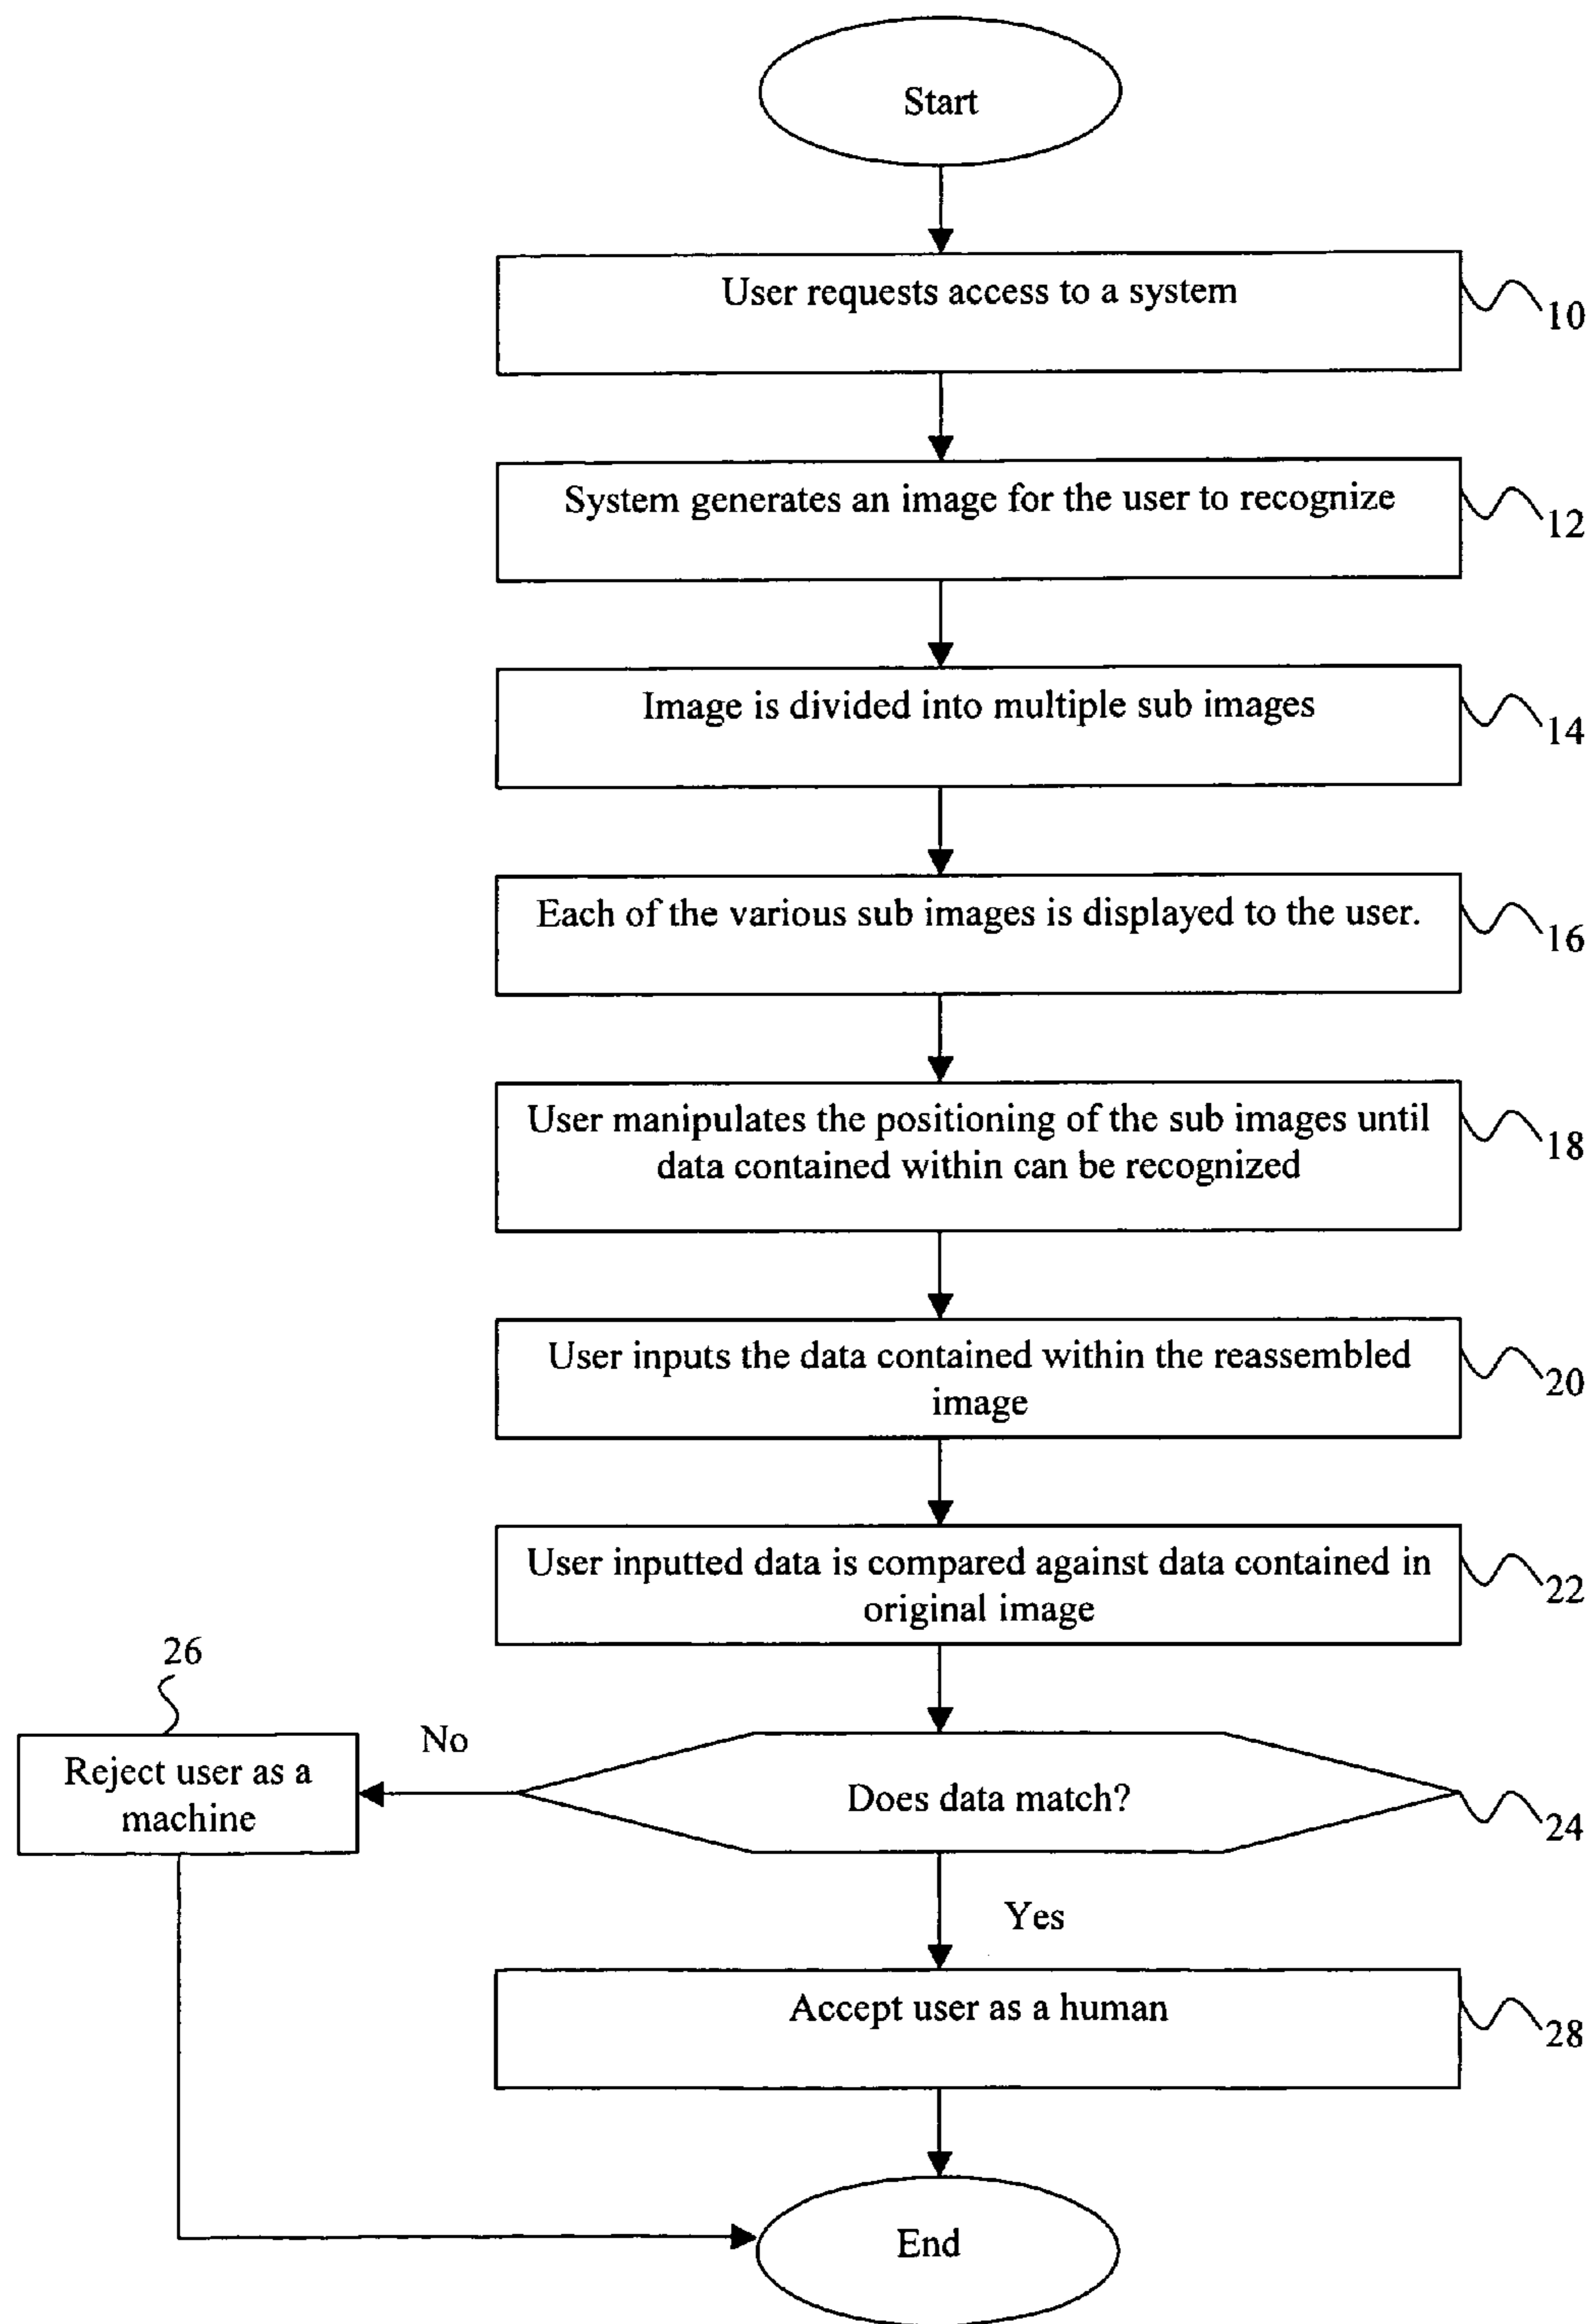 Start
User requests access to a system
10
System generates an image for the user to recognize
12
Image is divided into multiple sub images
14
Each of the various sub images is displayed to the user.
16
User manipulates the positioning of the sub images until
data contained within can be recognized
18
User inputs the data contained within the reassembled
image
20
User inputted data is compared against data contained in
original image
22
26
No
Reject user as a
machine
Does data match?
24
Yes
Accept user as a human
28
End